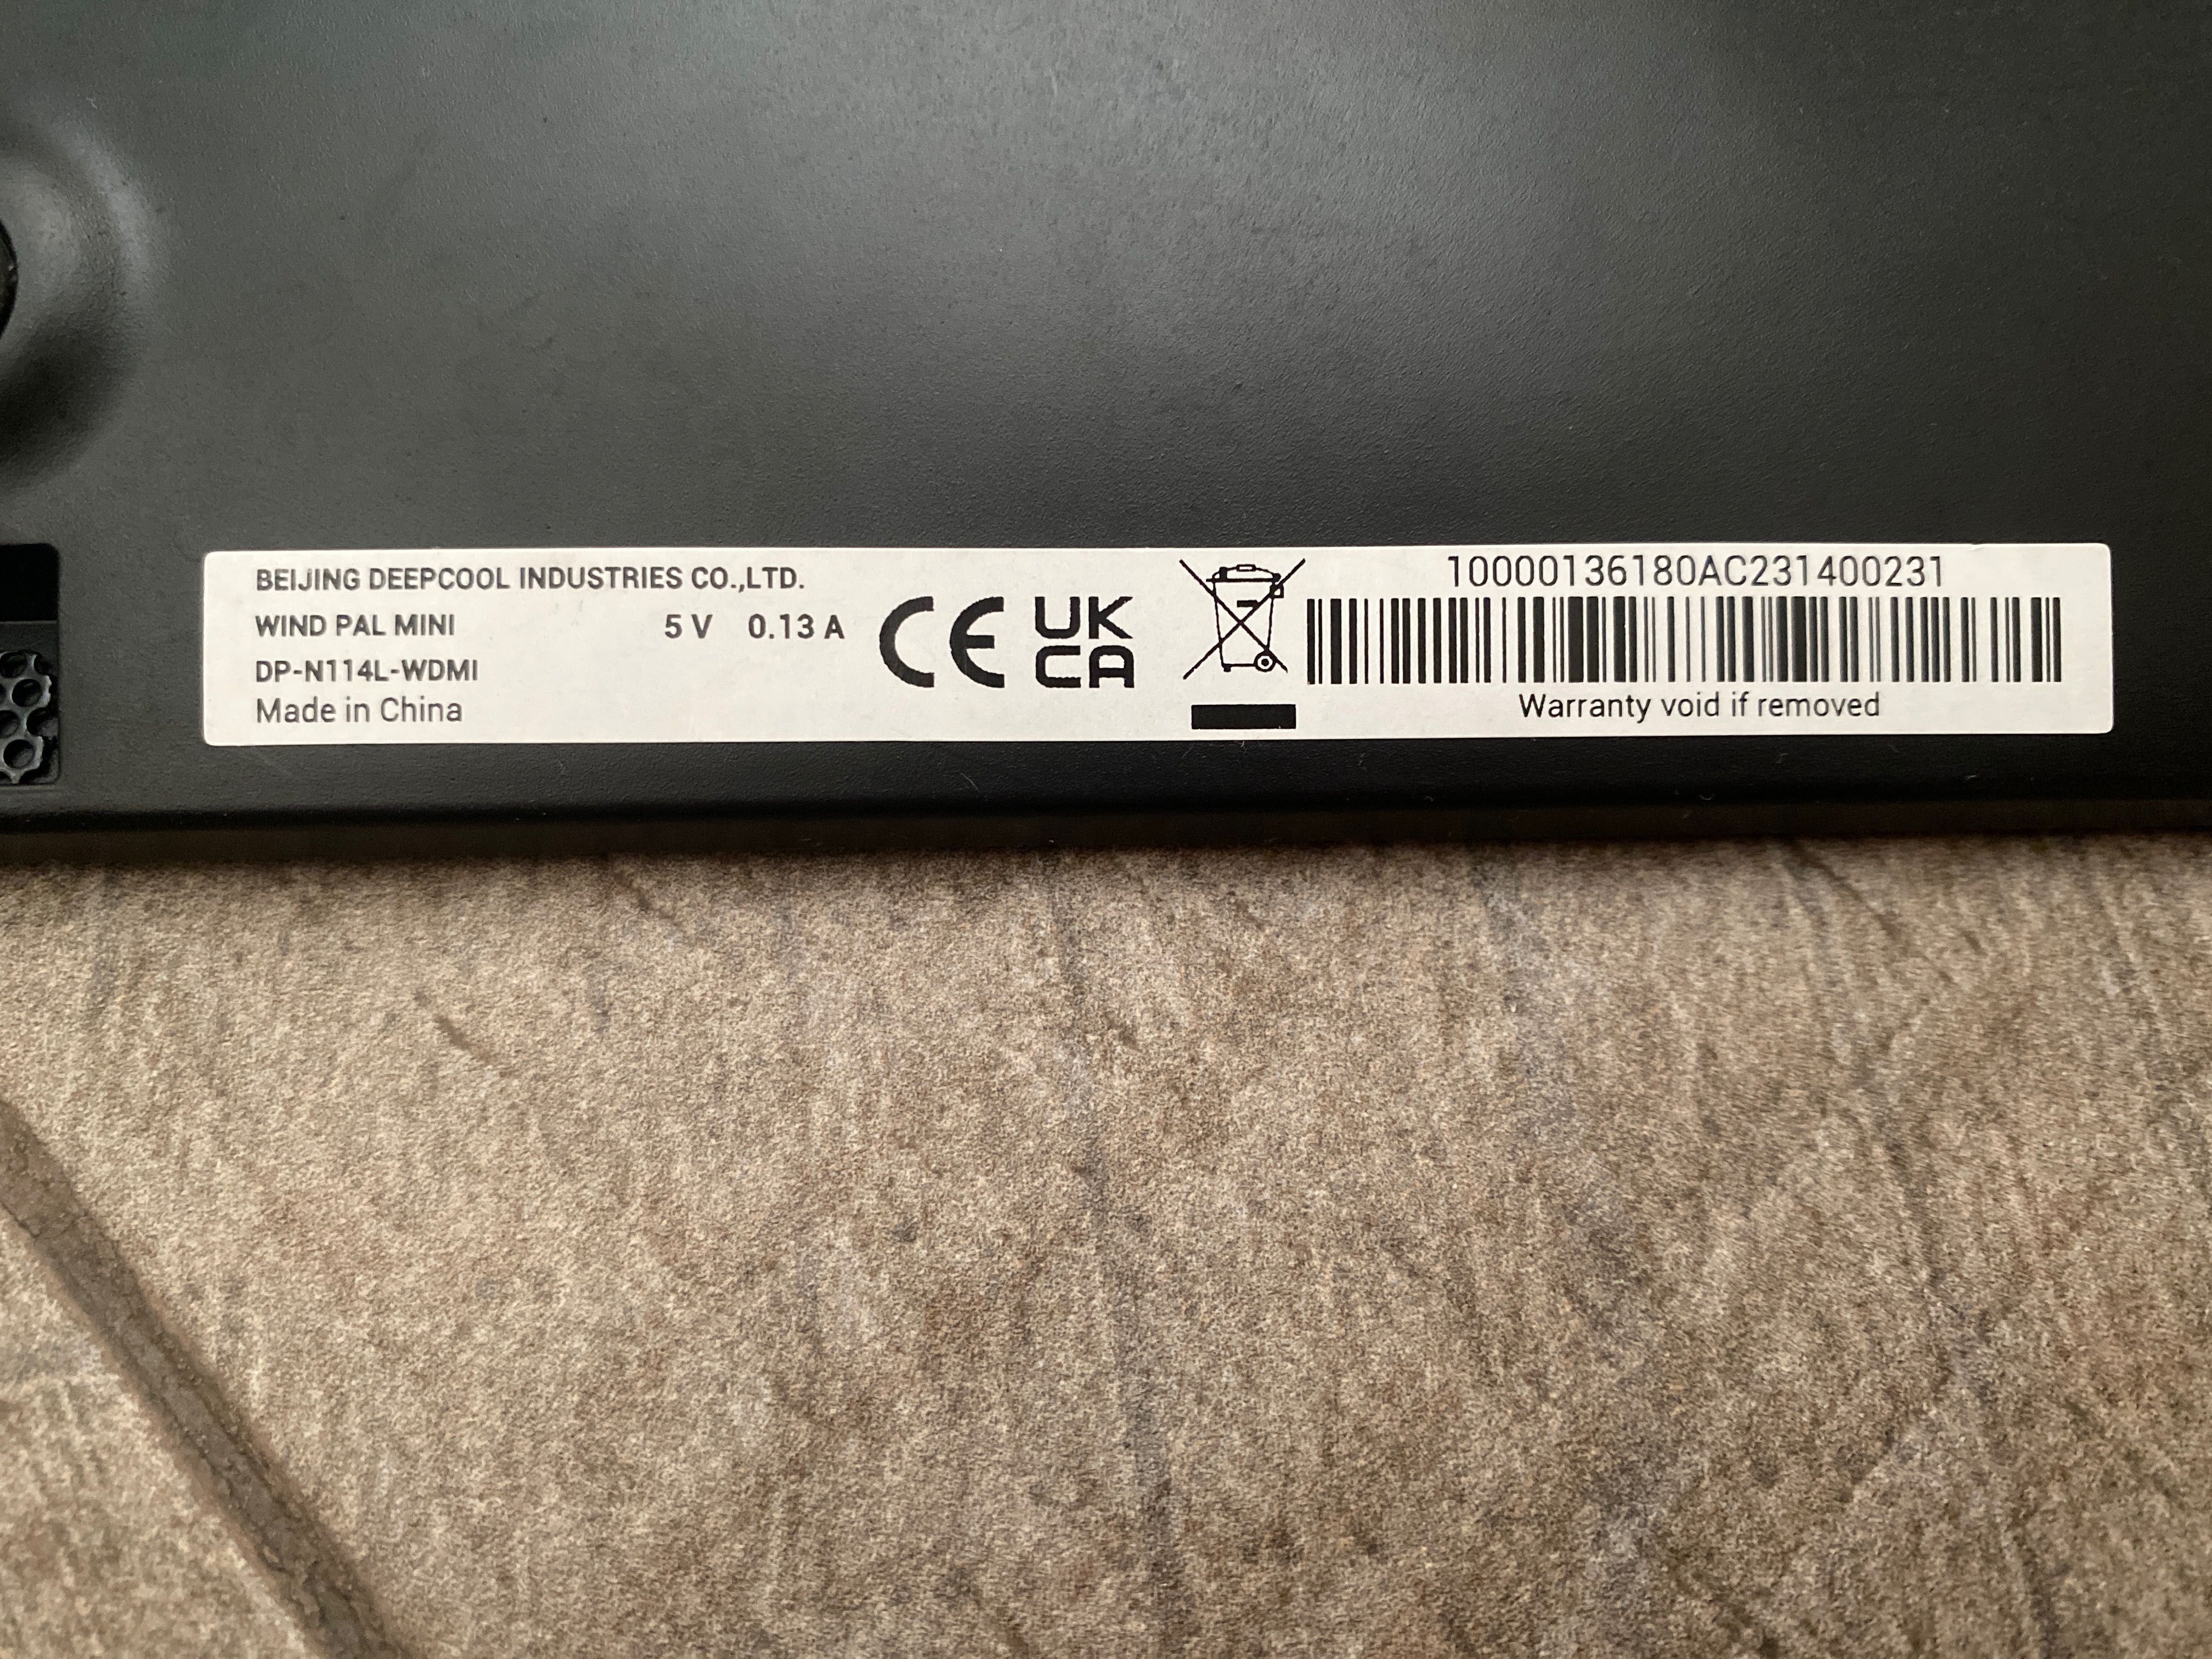 BEIJING DEEPCOOL INDUSTRIES CO.,LTD.
WIND PAL MINI 5 V 0.13 A
DP-N114L-WDMI
Made in China
CE
UK
CA
10000136180AC231400231
Warranty void if removed